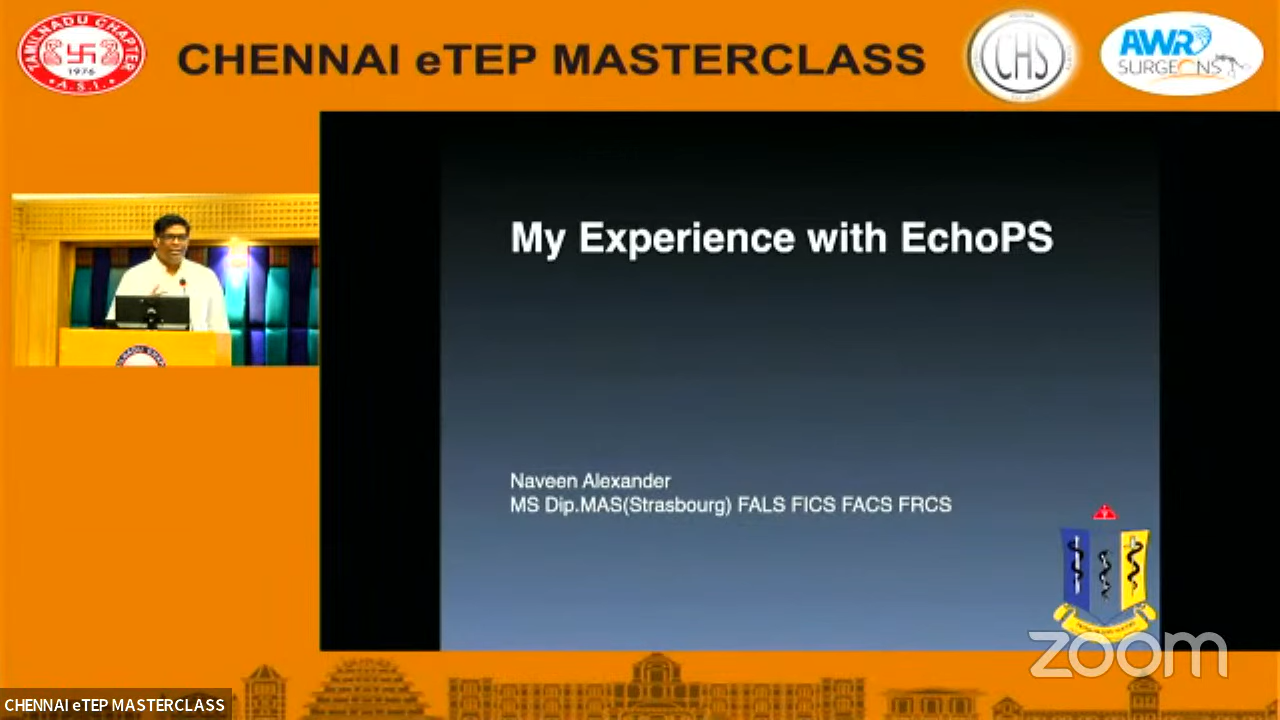 TAMILNADU CHAPTER
1976
A.S.I.
CHENNAI eTEP MASTERCLASS
CHS
AWR
SURGEONS
My Experience with EchoPS
Naveen Alexander
MS Dip.MAS(Strasbourg) FALS FICS FACS FRCS
zoom
CHENNAI eTEP MASTERCLASS